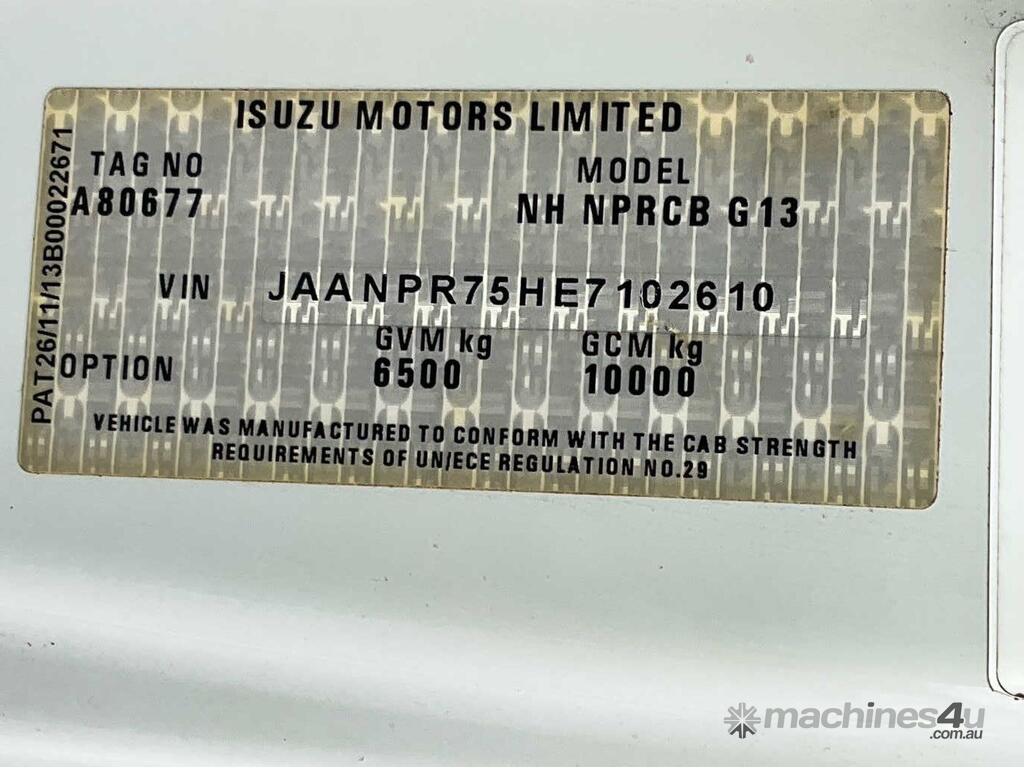 ISUZU MOTORS LIMITED
TAG NO
MODEL
A80677
NH NPRCB G13
VIN JAANPR75HE7102610
GVM kg
GCM kg
OPTION
6500
10000
VEHICLE WAS MANUFACTURED TO CONFORM WITH THE CAB STRENGTH
REQUIREMENTS OF UN/ECE REGULATION NO.29
PAT26/11/13B00022671
machines4u
.com.au